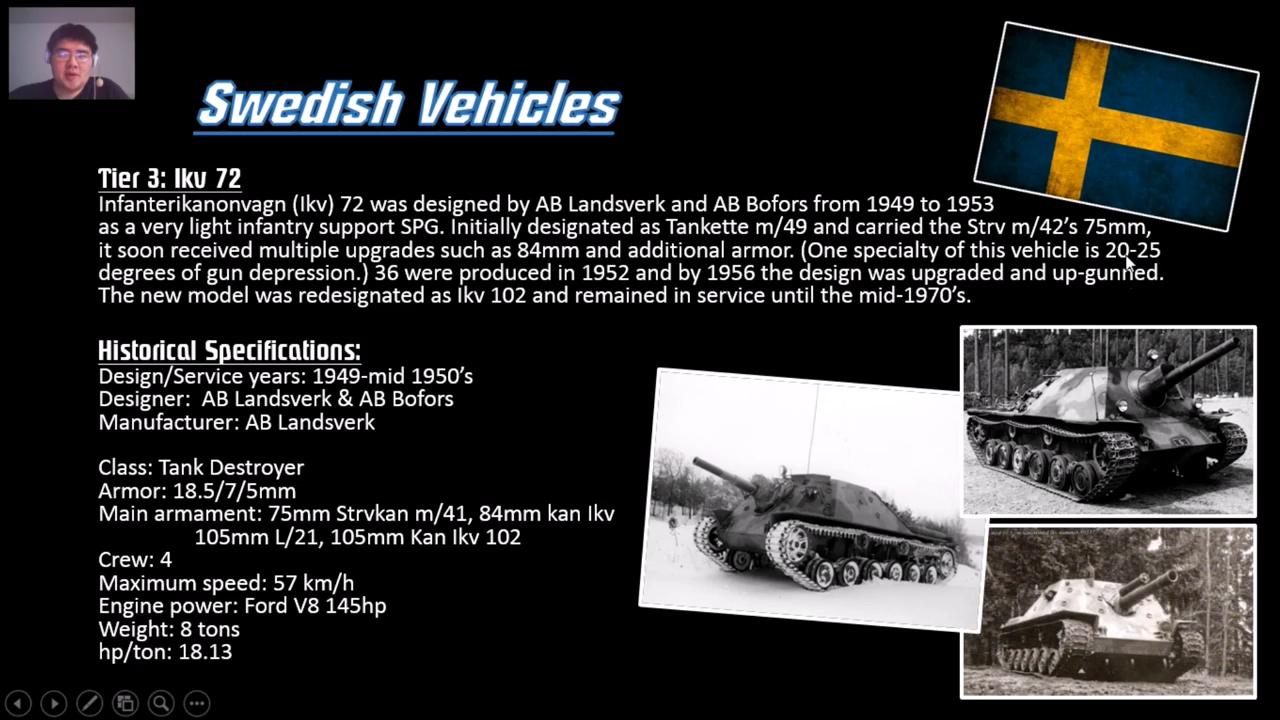 Swedish Vehicles
Tier 3: Ikv 72
Infanterikanonvagn (Ikv) 72 was designed by AB Landsverk and AB Bofors from 1949 to 1953
as a very light infantry support SPG. Initially designated as Tankette m/49 and carried the Strv m/42's 75mm,
it soon received multiple upgrades such as 84mm and additional armor. (One specialty of this vehicle is 20-25
degrees of gun depression.) 36 were produced in 1952 and by 1956 the design was upgraded and up-gunned.
The new model was redesignated as Ikv 102 and remained in service until the mid-1970's.
Historical Specifications:
Design/Service years: 1949-mid 1950's
Designer: AB Landsverk & AB Bofors
Manufacturer: AB Landsverk
Class: Tank Destroyer
Armor: 18.5/7/5mm
Main armament: 75mm Strvkan m/41, 84mm kan Ikv
105mm L/21, 105mm Kan Ikv 102
Crew: 4
Maximum speed: 57 km/h
Engine power: Ford V8 145hp
Weight: 8 tons
hp/ton: 18.13